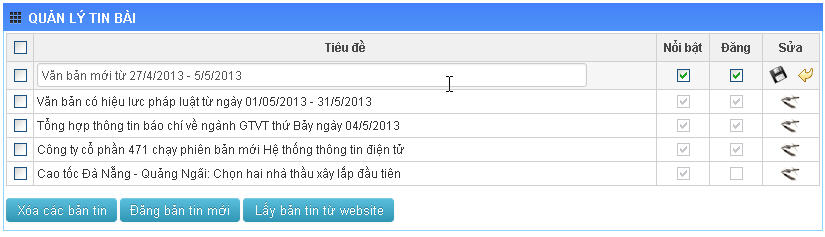 QUẢN LÝ TIN BÀI
Tiêu đề Nổi bật Đăng Sửa
Văn bản mới từ 27/4/2013 - 5/5/2013
Văn bản có hiệu lưc pháp luật từ ngày 01/05/2013 - 31/5/2013
Tổng hợp thông tin báo chí về ngành GTVT thứ Bảy ngày 04/5/2013
Công ty cổ phần 471 chạy phiên bản mới Hệ thống thông tin điện tử
Cao tốc Đà Nẵng - Quảng Ngãi: Chọn hai nhà thầu xây lắp đầu tiên
Xóa các bản tin Đăng bản tin mới Lấy bản tin từ website